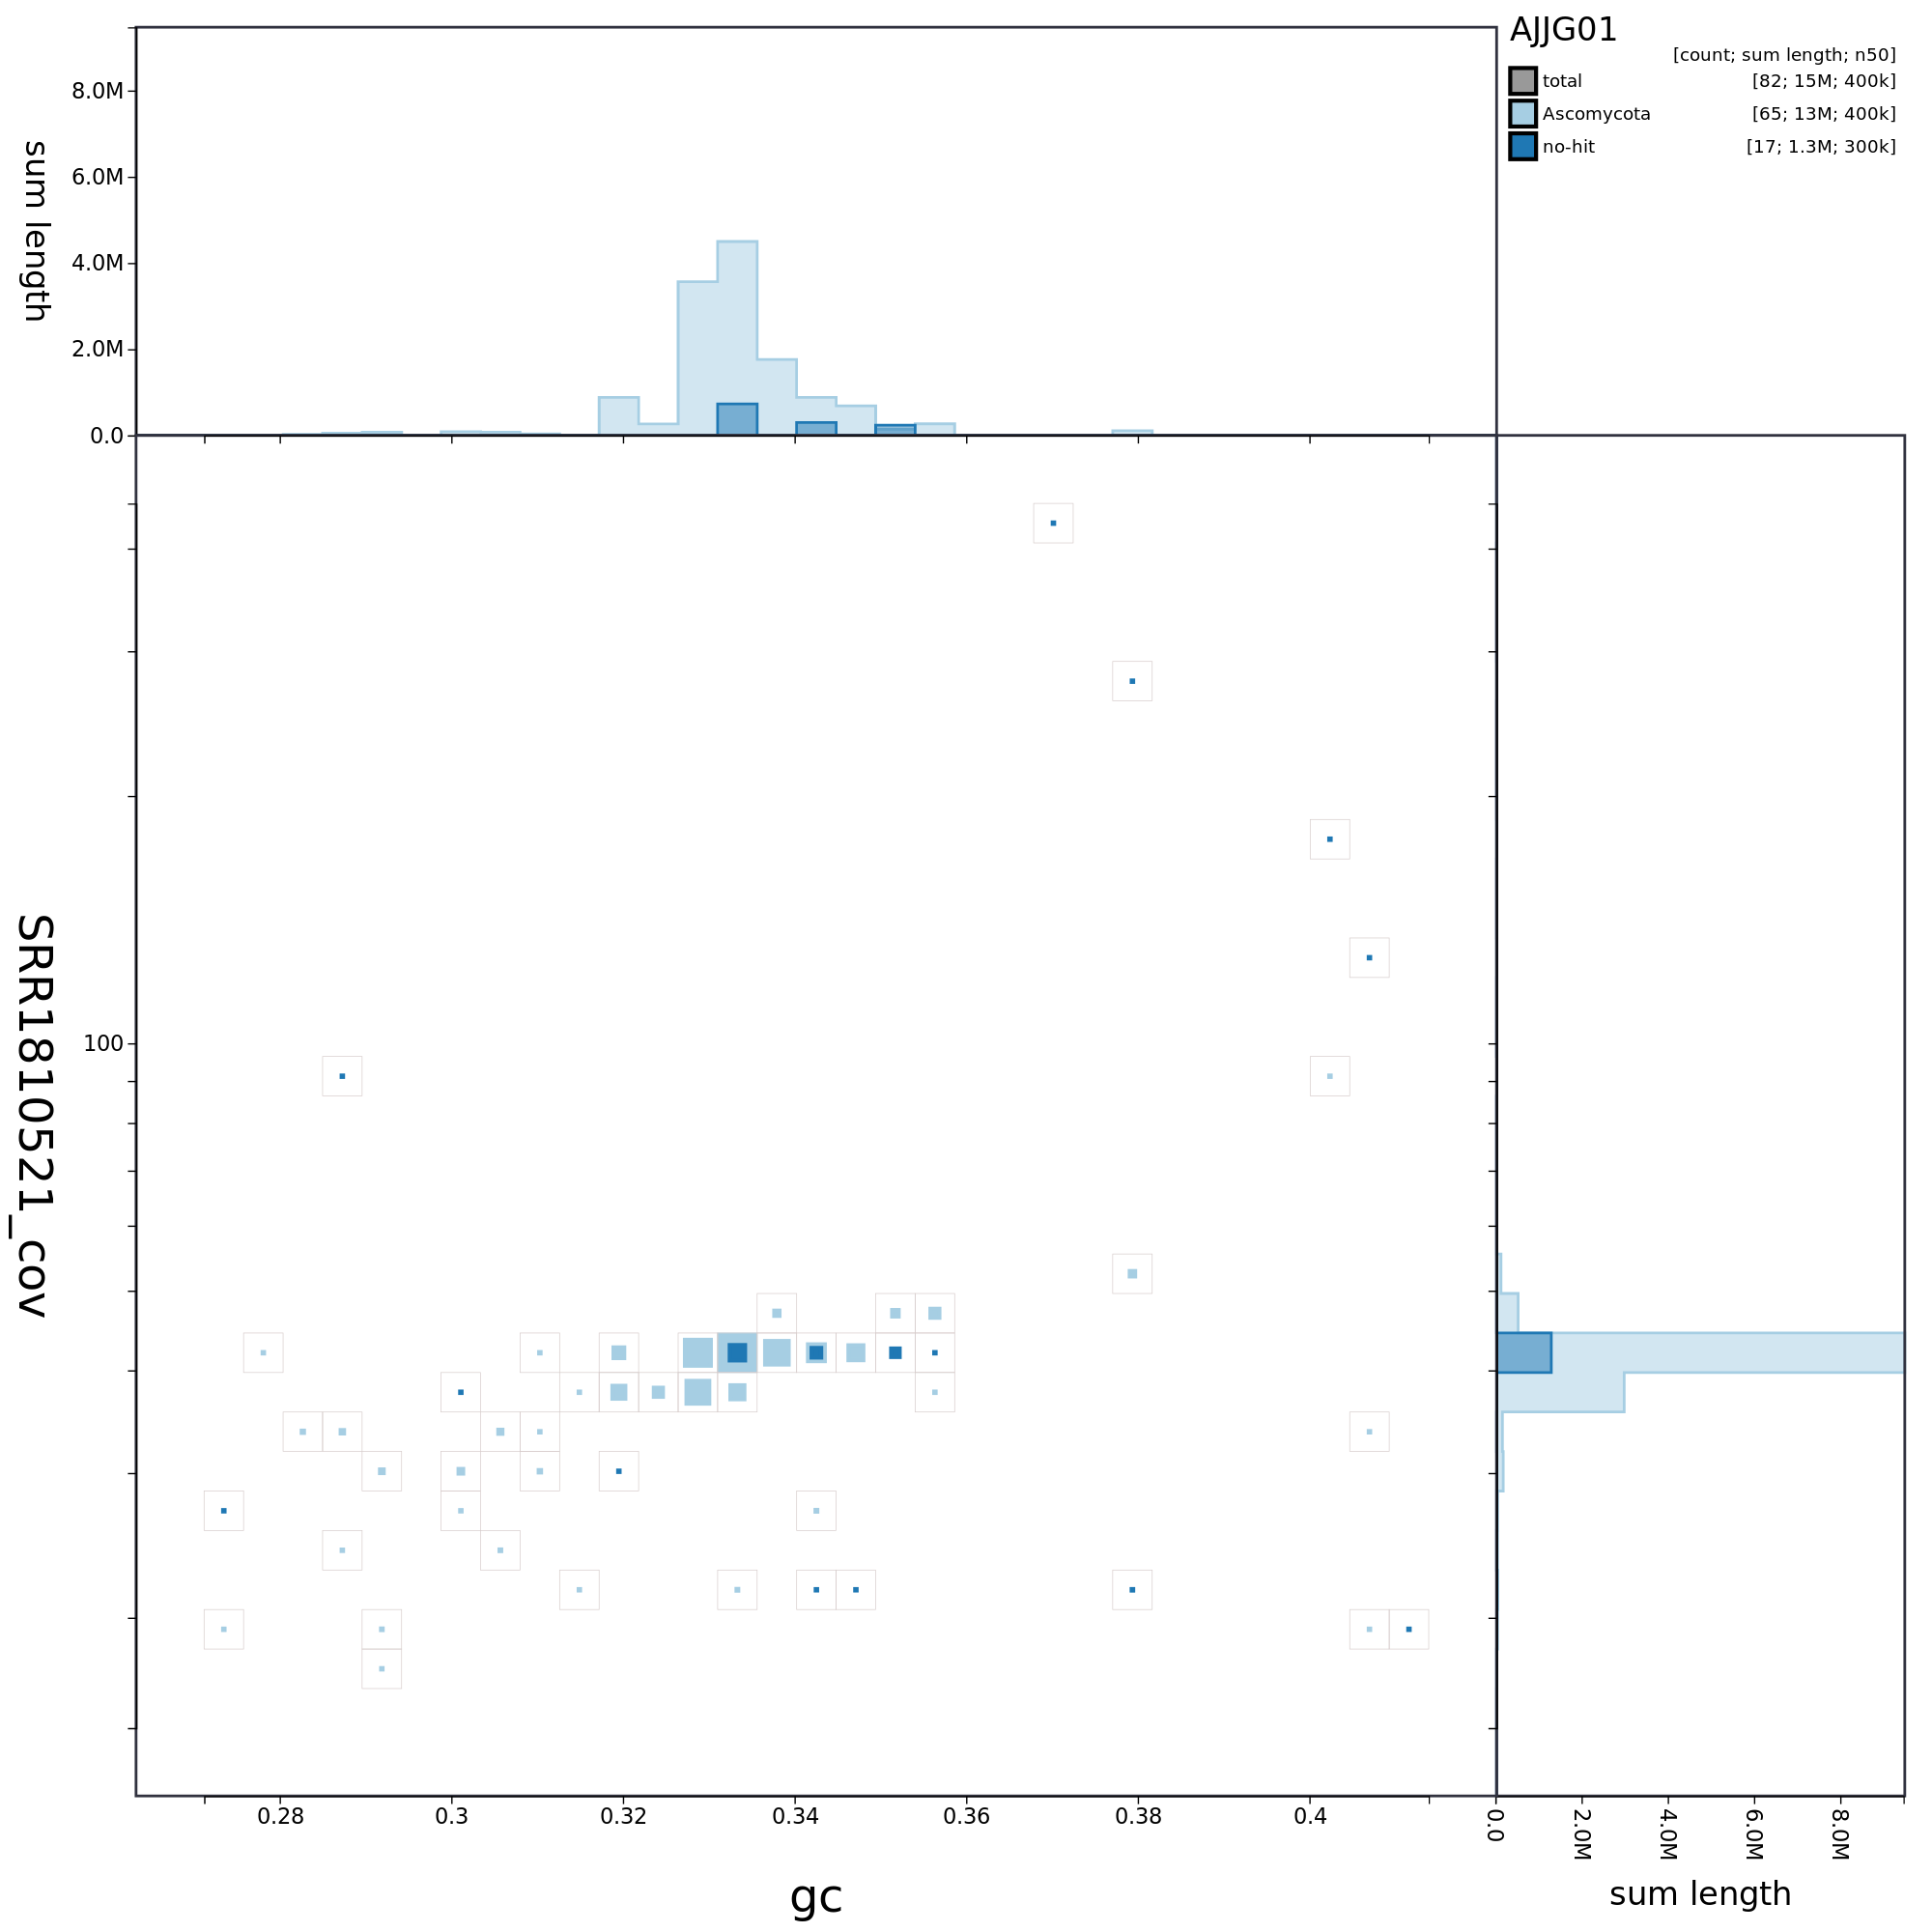 AJJG01
[count; sum length; n50]
total [82; 15M; 400k]
Ascomycota [65; 13M; 400k]
no-hit [17; 1.3M; 300k]
sum length
8.0M
6.0M
4.0M
2.0M
0.0
SRR1810521_cov
100
0.28 0.3 0.32 0.34 0.36 0.38 0.4
gc
0.0 2.0M 4.0M 6.0M 8.0M
sum length